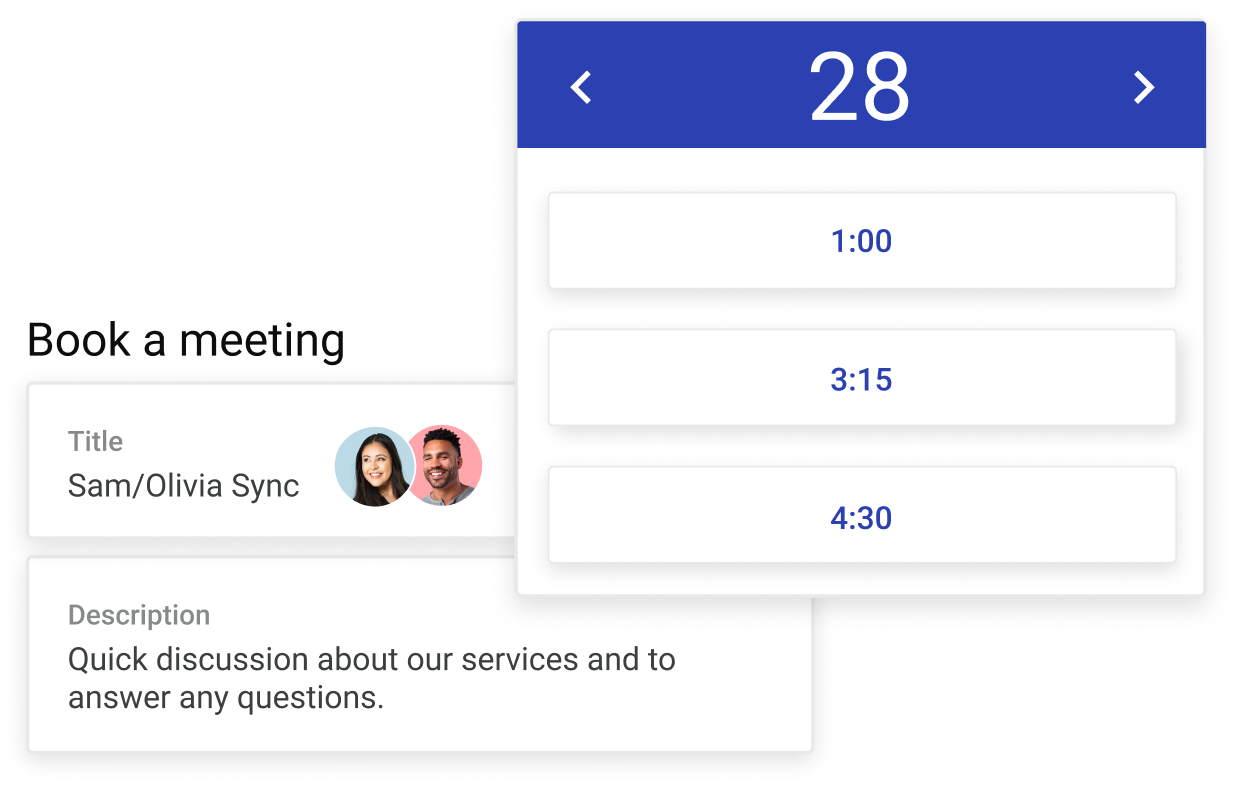 28
1:00
3:15
4:30
Book a meeting
Title
Sam/Olivia Sync
Description
Quick discussion about our services and to
answer any questions.